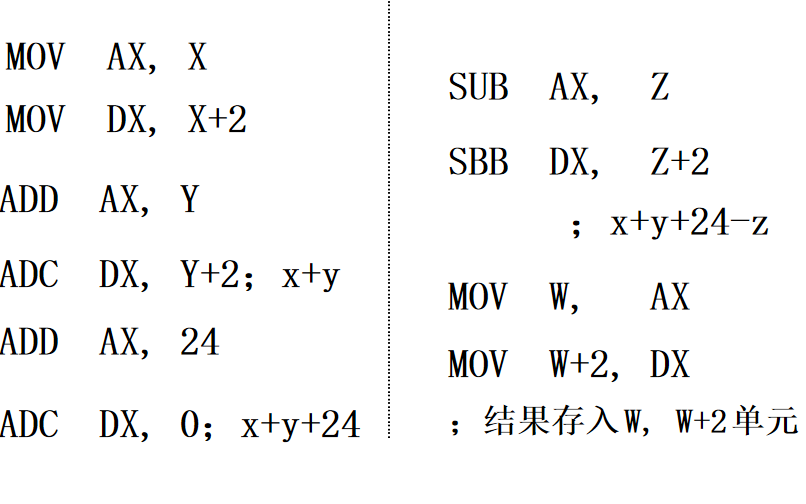 MOV AX, X
MOV DX, X+2
ADD AX, Y
ADC DX, Y+2; x+y
ADD AX, 24
ADC DX, 0; x+y+24
SUB AX, Z
SBB DX, Z+2
; x+y+24-z
MOV W, AX
MOV W+2, DX
; 结果存入W, W+2单元